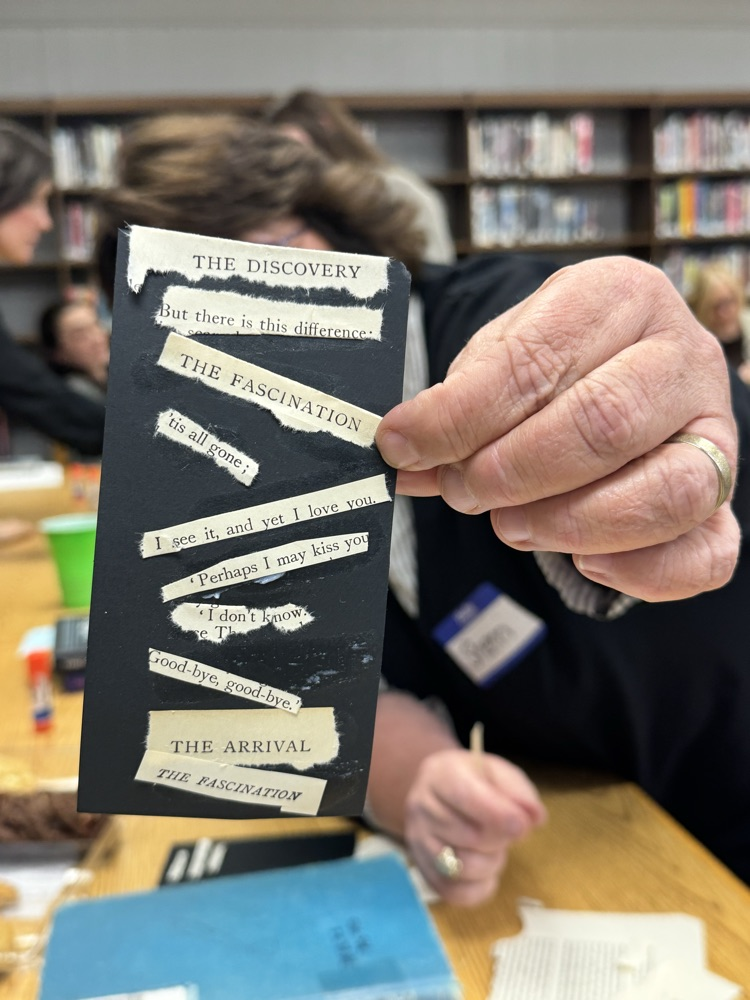 THE DISCOVERY
But there is this difference:
THE FASCINATION
'tis all gone;
I see it, and yet I love you.
'Perhaps I may kiss you
' I don't know.
Good-bye, good-bye.'
THE ARRIVAL
THE FASCINATION